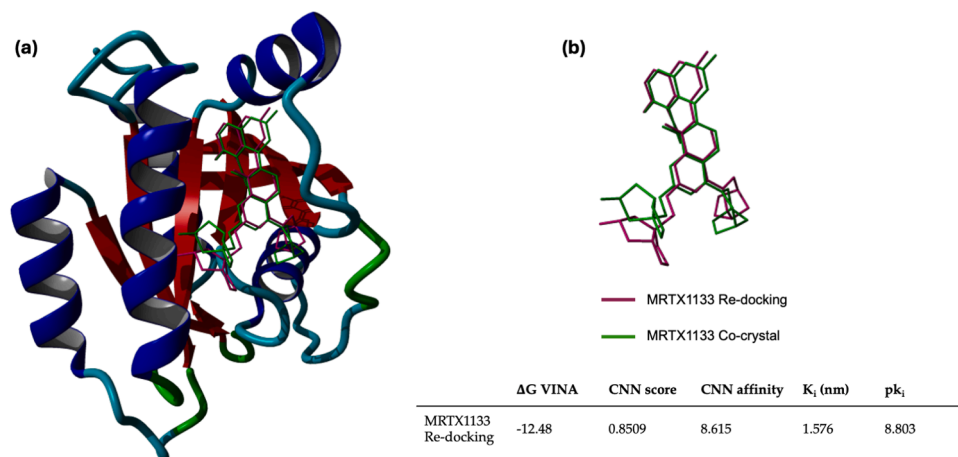 (a)
(b)
MRTX1133 Re-docking
MRTX1133 Co-crystal
ΔG VINA CNN score CNN affinity Ki (nm) pki
MRTX1133
Re-docking -12.48 0.8509 8.615 1.576 8.803